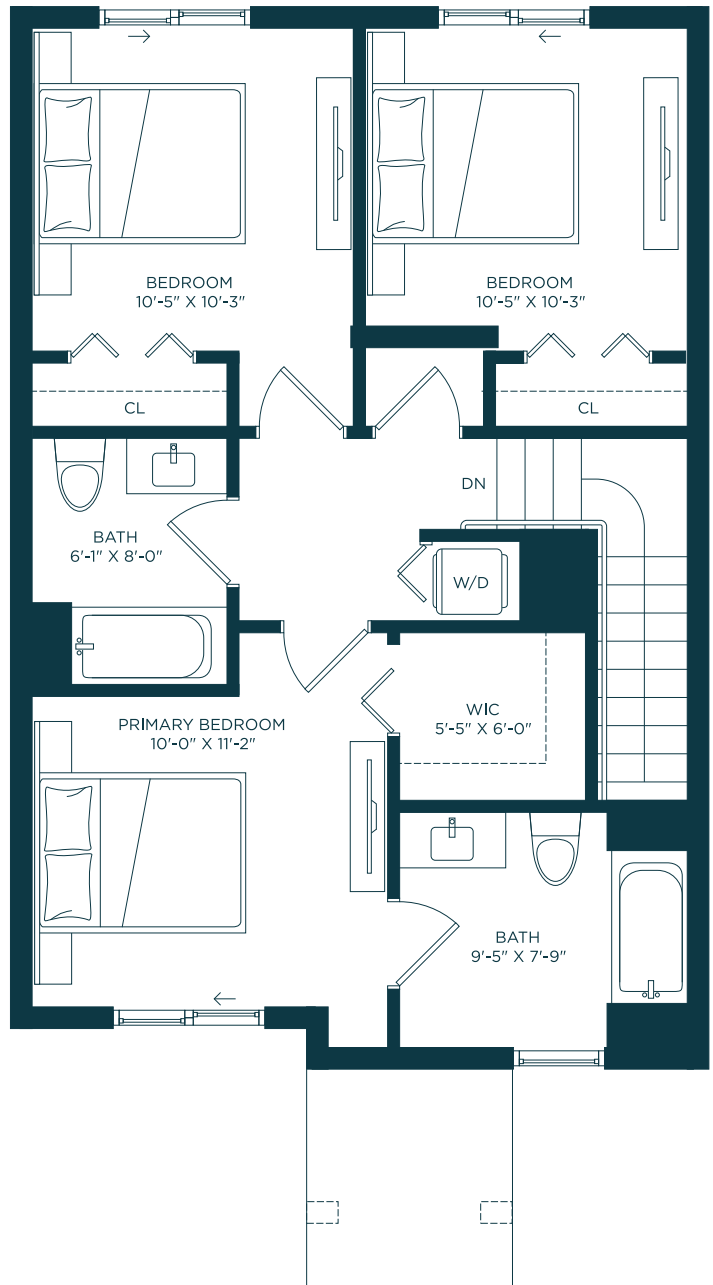 BEDROOM
10'-5" X 10'-3"
BEDROOM
10'-5" X 10'-3"
CL
CL
DN
BATH
6'-1" X 8'-0"
W/D
PRIMARY BEDROOM
10'-0" X 11'-2"
WIC
5'-5" X 6'-0"
BATH
9'-5" X 7'-9"